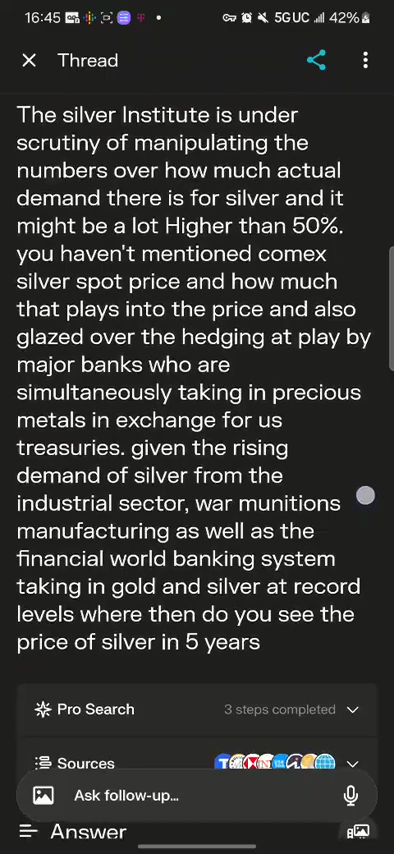 16:45
5GUC
42%
Thread
The silver Institute is under
scrutiny of manipulating the
numbers over how much actual
demand there is for silver and it
might be a lot Higher than 50%.
you haven't mentioned comex
silver spot price and how much
that plays into the price and also
glazed over the hedging at play by
major banks who are
simultaneously taking in precious
metals in exchange for us
treasuries. given the rising
demand of silver from the
industrial sector, war munitions
manufacturing as well as the
financial world banking system
taking in gold and silver at record
levels where then do you see the
price of silver in 5 years
Pro Search
3 steps completed
Sources
Ask follow-up...
Answer